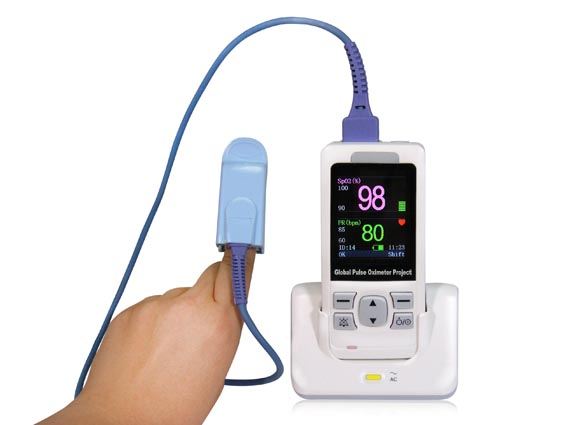 SpO2(%)
100
98
90
PR(bpm)
85
80
60
ID:14 11:23
OK Shift
Global Pulse Oximeter Project
AC